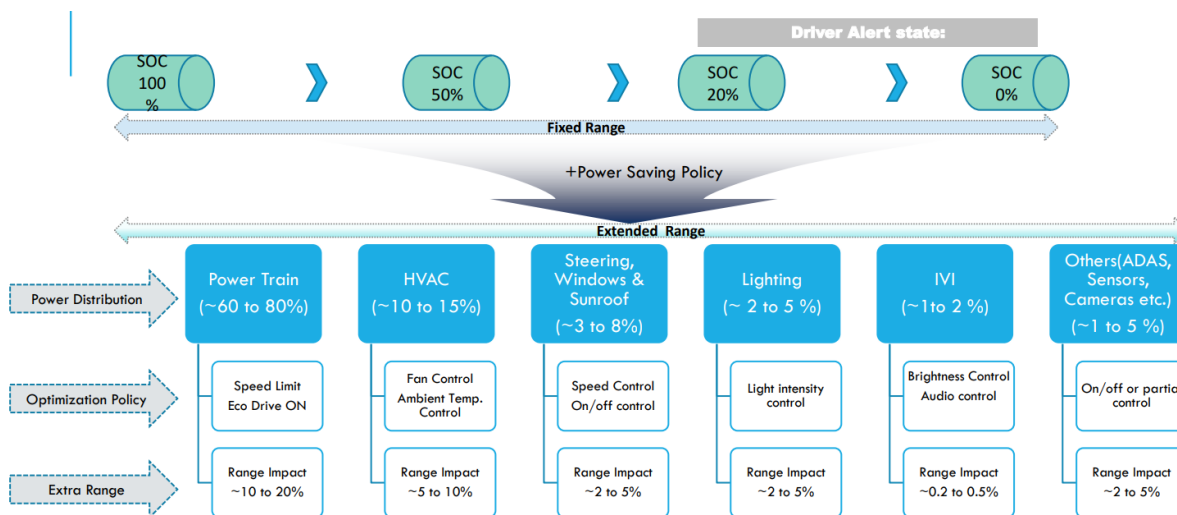 Driver Alert state:
SOC
100
%
SOC
50%
SOC
20%
SOC
0%
Fixed Range
+Power Saving Policy
Extended Range
Power Distribution
Power Train
(~60 to 80%)
HVAC
(~10 to 15%)
Steering,
Windows &
Sunroof
(~3 to 8%)
Lighting
(~ 2 to 5 %)
IVI
(~1to 2 %)
Others(ADAS,
Sensors,
Cameras etc.)
(~1 to 5 %)
Optimization Policy
Speed Limit
Eco Drive ON
Fan Control
Ambient Temp.
Control
Speed Control
On/off control
Light intensity
control
Brightness Control
Audio control
On/off or partial
control
Extra Range
Range Impact
~10 to 20%
Range Impact
~5 to 10%
Range Impact
~2 to 5%
Range Impact
~2 to 5%
Range Impact
~0.2 to 0.5%
Range Impact
~2 to 5%